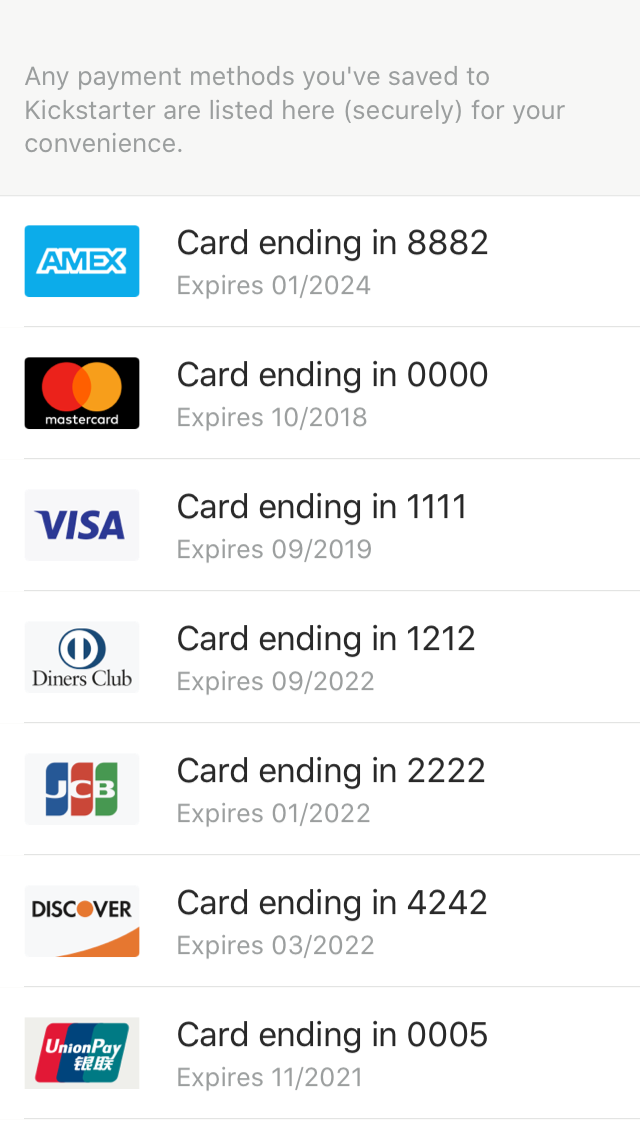 Any payment methods you've saved to
Kickstarter are listed here (securely) for your
convenience.
AMEX
Card ending in 8882
Expires 01/2024
mastercard
Card ending in 0000
Expires 10/2018
VISA
Card ending in 1111
Expires 09/2019
Diners Club
Card ending in 1212
Expires 09/2022
JCB
Card ending in 2222
Expires 01/2022
DISCOVER
Card ending in 4242
Expires 03/2022
UnionPay
银联
Card ending in 0005
Expires 11/2021